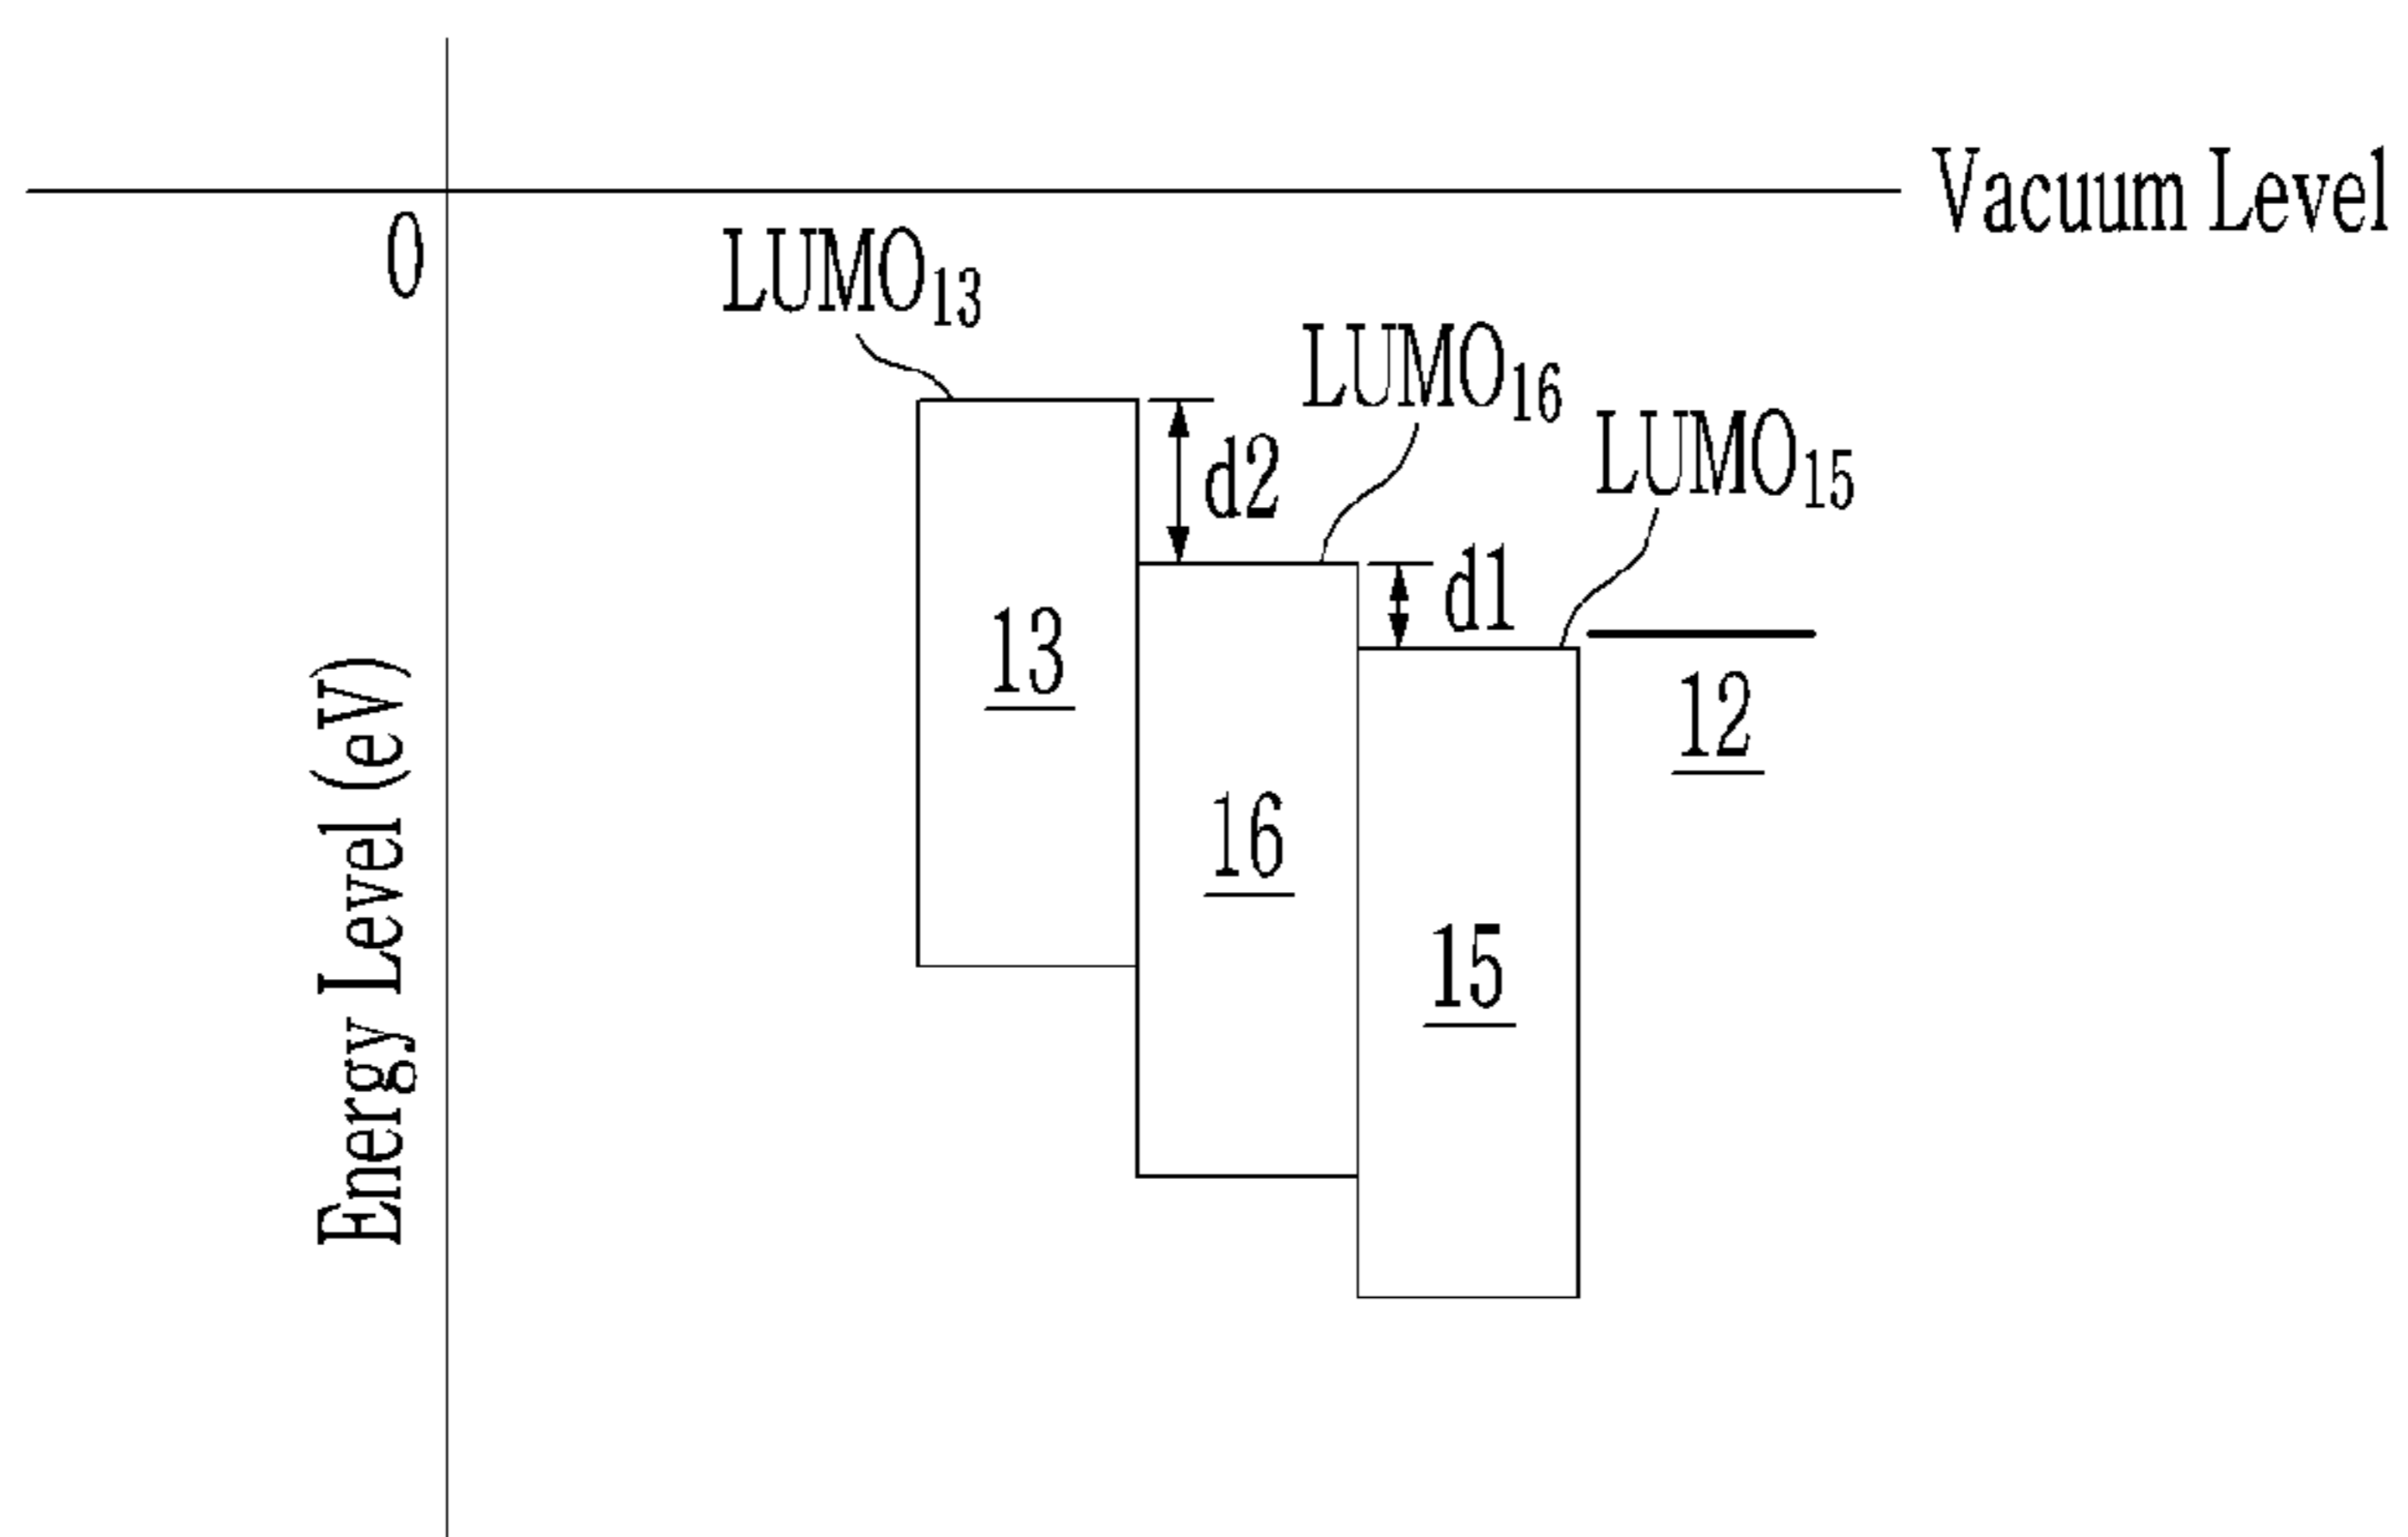 Vacuum Level
0
LUMO13
LUMO16
LUMO15
d2
d1
13
12
16
15
Energy Level (eV)